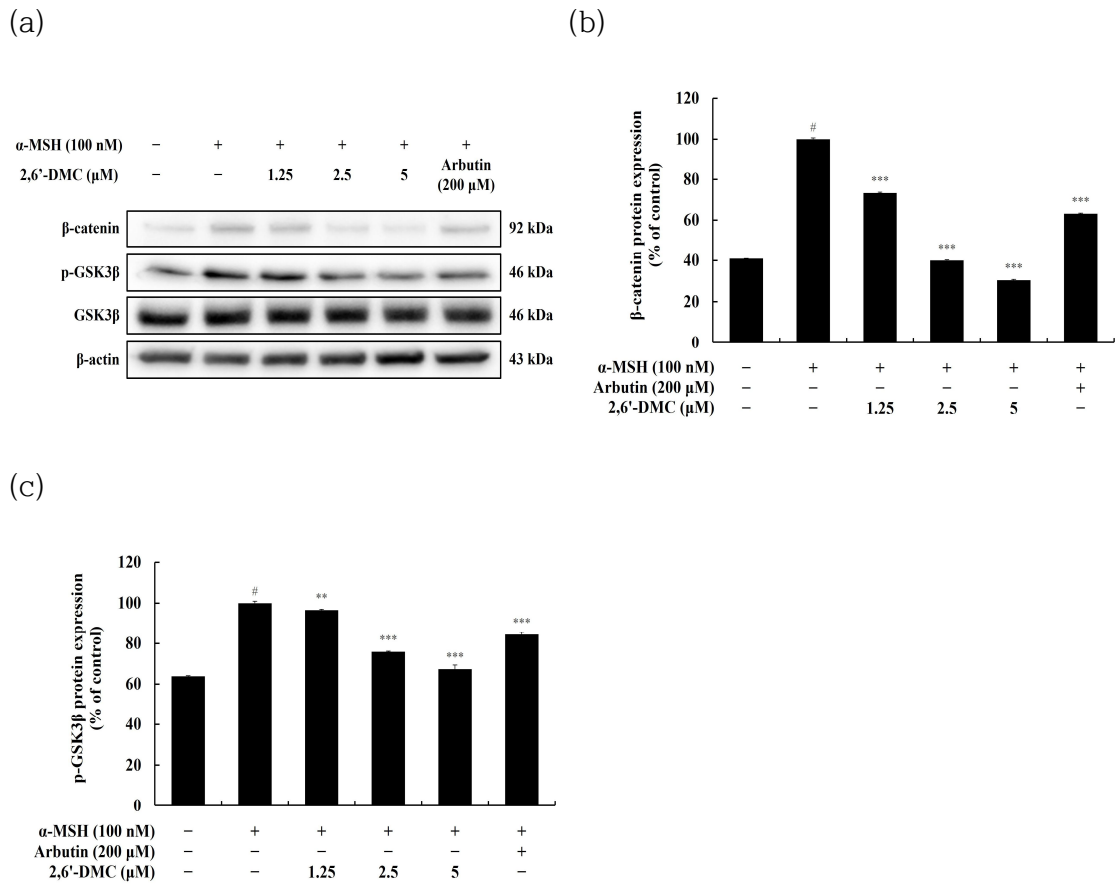 (a)
α-MSH (100 nM) – + + + + +
2,6'-DMC (μM) – – 1.25 2.5 5 Arbutin
(200 μM)
β-catenin 92 kDa
p-GSK3β 46 kDa
GSK3β 46 kDa
β-actin 43 kDa
(b)
β-catenin protein expression
(% of control)
120
100
80
60
40
20
0
#
***
***
***
***
α-MSH (100 nM) – + + + + +
Arbutin (200 μM) – – – – – +
2,6'-DMC (μM) – – 1.25 2.5 5 –
(c)
p-GSK3β protein expression
(% of control)
120
100
80
60
40
20
0
#
**
***
***
***
α-MSH (100 nM) – + + + + +
Arbutin (200 μM) – – – – – +
2,6'-DMC (μM) – – 1.25 2.5 5 –